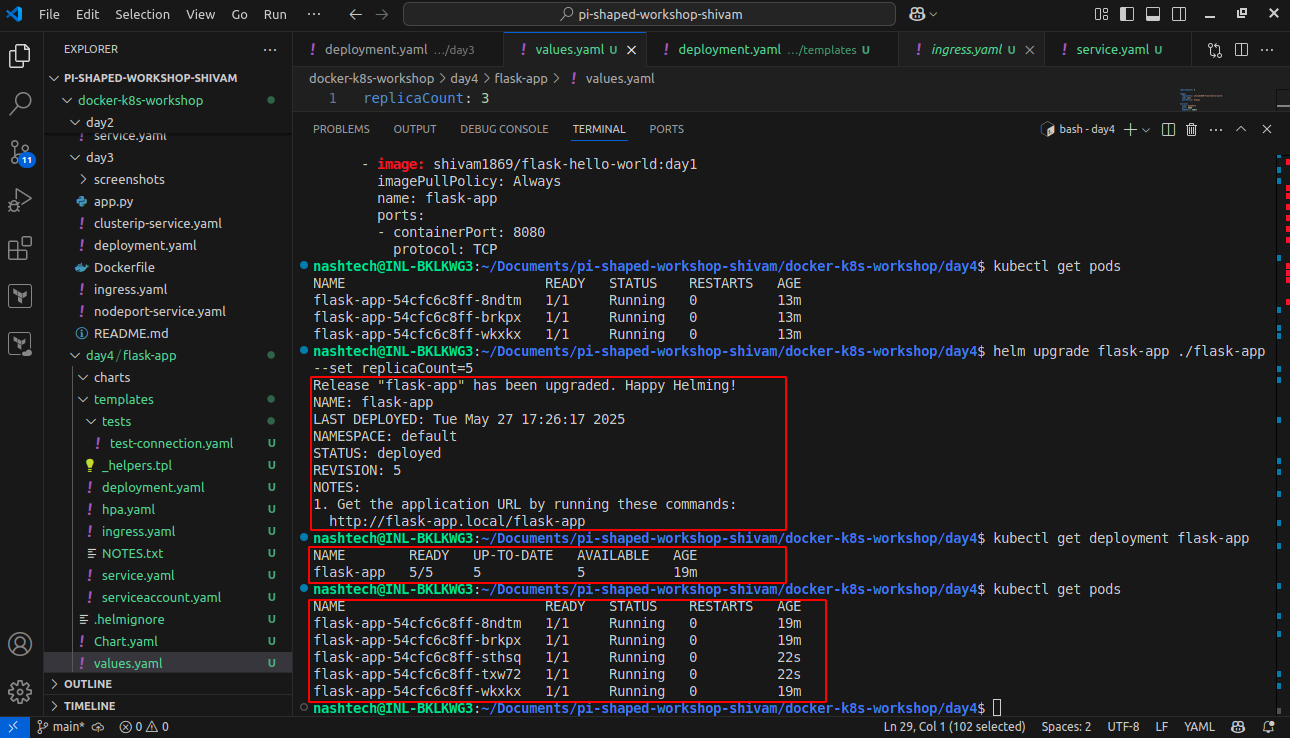 File Edit Selection View Go Run ··· pi-shaped-workshop-shivam
EXPLORER ···
PI-SHAPED-WORKSHOP-SHIVAM
docker-k8s-workshop
day2
service.yaml
day3
screenshots
app.py
clusterip-service.yaml
deployment.yaml
Dockerfile
ingress.yaml
nodeport-service.yaml
README.md
day4/flask-app
charts
templates
tests
test-connection.yaml U
_helpers.tpl U
deployment.yaml U
hpa.yaml U
ingress.yaml U
NOTES.txt U
service.yaml U
serviceaccount.yaml U
.helmignore U
Chart.yaml U
values.yaml U
OUTLINE
TIMELINE
11
! deployment.yaml .../day3 ! values.yaml U ! deployment.yaml .../templates U ! ingress.yaml U ! service.yaml U ···
docker-k8s-workshop > day4 > flask-app > ! values.yaml
1 replicaCount: 3
PROBLEMS OUTPUT DEBUG CONSOLE TERMINAL PORTS bash - day4
- image: shivam1869/flask-hello-world:day1
imagePullPolicy: Always
name: flask-app
ports:
- containerPort: 8080
protocol: TCP
nashtech@INL-BKLKWG3:~/Documents/pi-shaped-workshop-shivam/docker-k8s-workshop/day4$ kubectl get pods
NAME READY STATUS RESTARTS AGE
flask-app-54cfc6c8ff-8ndtm 1/1 Running 0 13m
flask-app-54cfc6c8ff-brkpx 1/1 Running 0 13m
flask-app-54cfc6c8ff-wkxkx 1/1 Running 0 13m
nashtech@INL-BKLKWG3:~/Documents/pi-shaped-workshop-shivam/docker-k8s-workshop/day4$ helm upgrade flask-app ./flask-app
--set replicaCount=5
Release "flask-app" has been upgraded. Happy Helming!
NAME: flask-app
LAST DEPLOYED: Tue May 27 17:26:17 2025
NAMESPACE: default
STATUS: deployed
REVISION: 5
NOTES:
1. Get the application URL by running these commands:
http://flask-app.local/flask-app
nashtech@INL-BKLKWG3:~/Documents/pi-shaped-workshop-shivam/docker-k8s-workshop/day4$ kubectl get deployment flask-app
NAME READY UP-TO-DATE AVAILABLE AGE
flask-app 5/5 5 5 19m
nashtech@INL-BKLKWG3:~/Documents/pi-shaped-workshop-shivam/docker-k8s-workshop/day4$ kubectl get pods
NAME READY STATUS RESTARTS AGE
flask-app-54cfc6c8ff-8ndtm 1/1 Running 0 19m
flask-app-54cfc6c8ff-brkpx 1/1 Running 0 19m
flask-app-54cfc6c8ff-sthsq 1/1 Running 0 22s
flask-app-54cfc6c8ff-txw72 1/1 Running 0 22s
flask-app-54cfc6c8ff-wkxkx 1/1 Running 0 19m
nashtech@INL-BKLKWG3:~/Documents/pi-shaped-workshop-shivam/docker-k8s-workshop/day4$
main* 0 0 Ln 29, Col 1 (102 selected) Spaces: 2 UTF-8 LF YAML